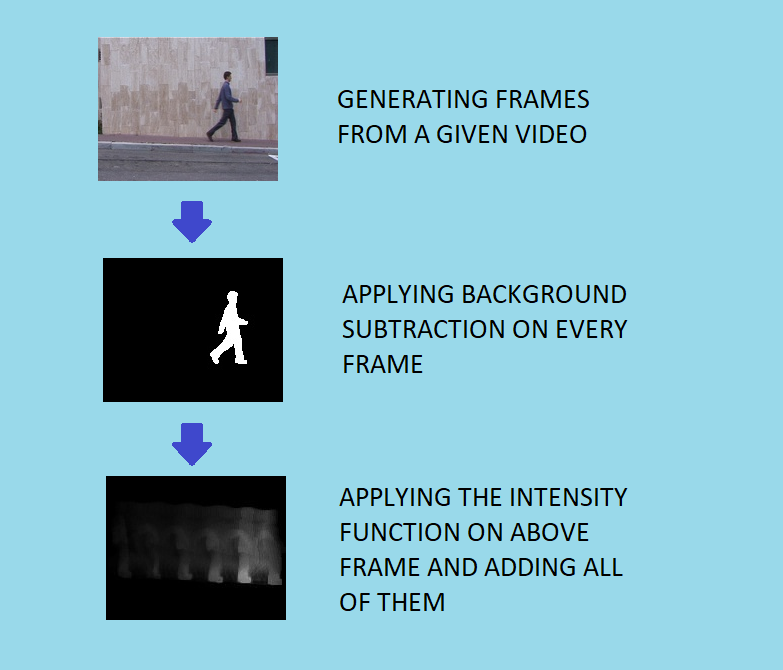 GENERATING FRAMES
FROM A GIVEN VIDEO
APPLYING BACKGROUND
SUBTRACTION ON EVERY
FRAME
APPLYING THE INTENSITY
FUNCTION ON ABOVE
FRAME AND ADDING ALL
OF THEM